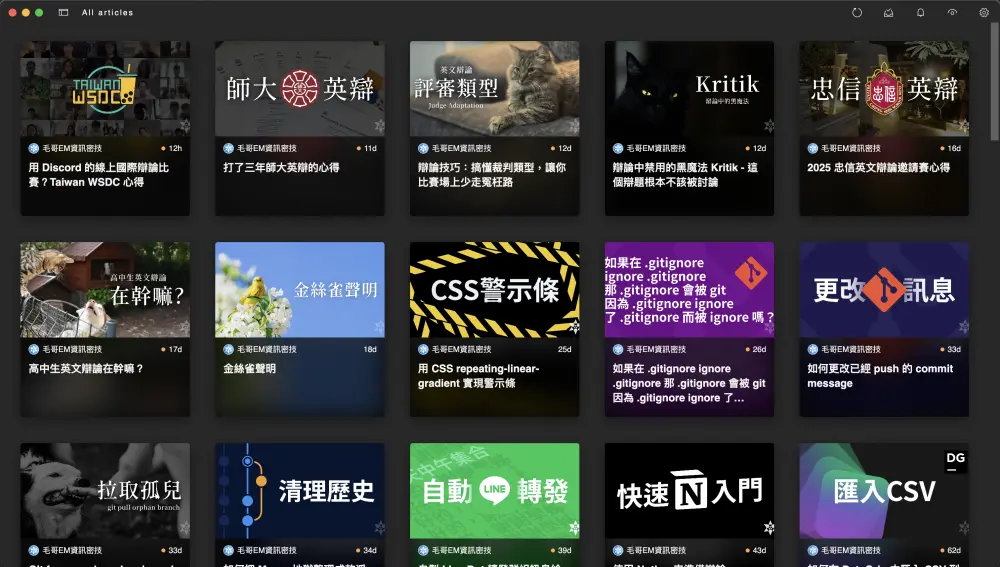 All articles
TAIWAN
WSDC
師大 英辯
英文辯論
評審類型
Judge Adaptation
Kritik
辯論中的黑魔法
忠信 忠信 英辯
毛哥EM資訊密技 12h
毛哥EM資訊密技 11d
毛哥EM資訊密技 12d
毛哥EM資訊密技 12d
毛哥EM資訊密技 16d
用 Discord 的線上國際辯論比
賽？Taiwan WSDC 心得
打了三年師大英辯的心得
辯論技巧：搞懂裁判類型，讓你
比賽場上少走冤枉路
辯論中禁用的黑魔法 Kritik - 這
個辯題根本不該被討論
2025 忠信英文辯論邀請賽心得
高中生英文辯論
在幹嘛?
金絲雀聲明
CSS警示條
如果在 .gitignore
ignore .gitignore
那 .gitignore 會被 git
因為 .gitignore ignore
了 .gitignore 而被 ignore 嗎？
更改 訊息
毛哥EM資訊密技 17d
毛哥EM資訊密技 18d
毛哥EM資訊密技 25d
毛哥EM資訊密技 26d
毛哥EM資訊密技 33d
高中生英文辯論在幹嘛？
金絲雀聲明
用 CSS repeating-linear-
gradient 實現警示條
如果在 .gitignore ignore
.gitignore 那 .gitignore 會被 git
因為 .gitignore ignore 了…
如何更改已經 push 的 commit
message
拉取孤兒
git pull orphan branch
清理歷史
天中午集合
自動 LINE 轉發
快速 N 入門
DG
匯入CSV
毛哥EM資訊密技 33d
毛哥EM資訊密技 34d
毛哥EM資訊密技 39d
毛哥EM資訊密技 43d
毛哥EM資訊密技 62d